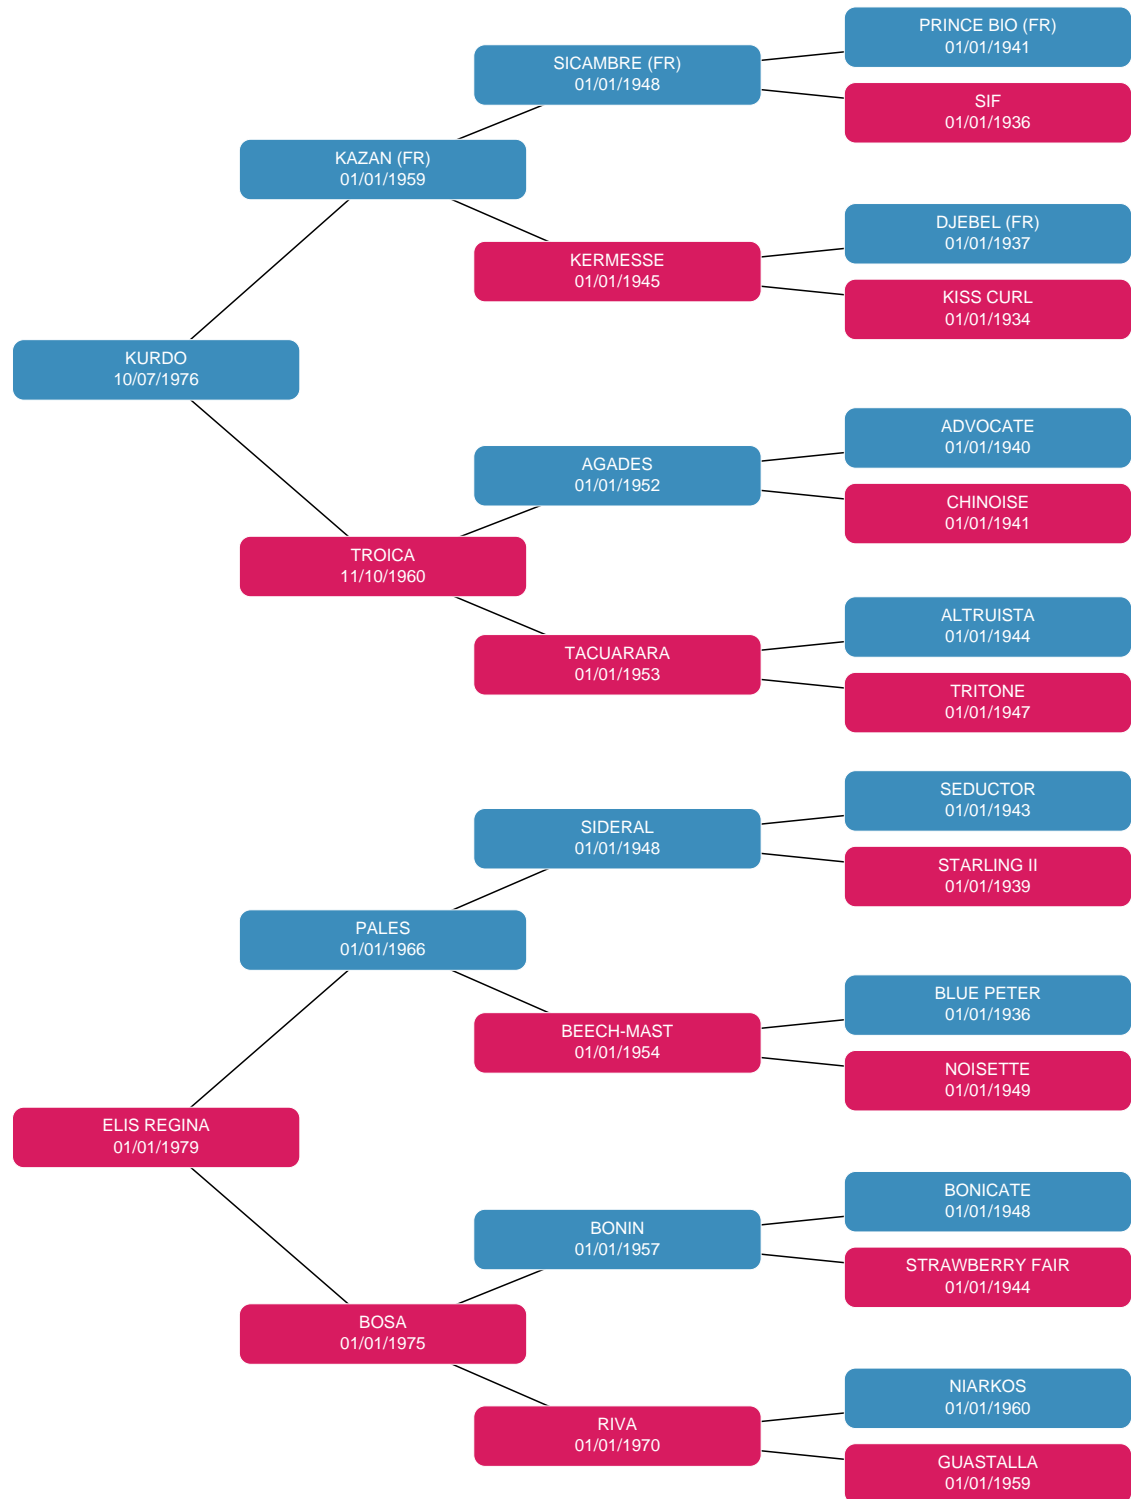 PRINCE BIO (FR)
01/01/1941
SICAMBRE (FR)
01/01/1948
SIF
01/01/1936
KAZAN (FR)
01/01/1959
DJEBEL (FR)
01/01/1937
KERMESSE
01/01/1945
KISS CURL
01/01/1934
KURDO
10/07/1976
ADVOCATE
01/01/1940
AGADES
01/01/1952
CHINOISE
01/01/1941
TROICA
11/10/1960
ALTRUISTA
01/01/1944
TACUARARA
01/01/1953
TRITONE
01/01/1947
SEDUCTOR
01/01/1943
SIDERAL
01/01/1948
STARLING II
01/01/1939
PALES
01/01/1966
BLUE PETER
01/01/1936
BEECH-MAST
01/01/1954
NOISETTE
01/01/1949
ELIS REGINA
01/01/1979
BONICATE
01/01/1948
BONIN
01/01/1957
STRAWBERRY FAIR
01/01/1944
BOSA
01/01/1975
NIARKOS
01/01/1960
RIVA
01/01/1970
GUASTALLA
01/01/1959